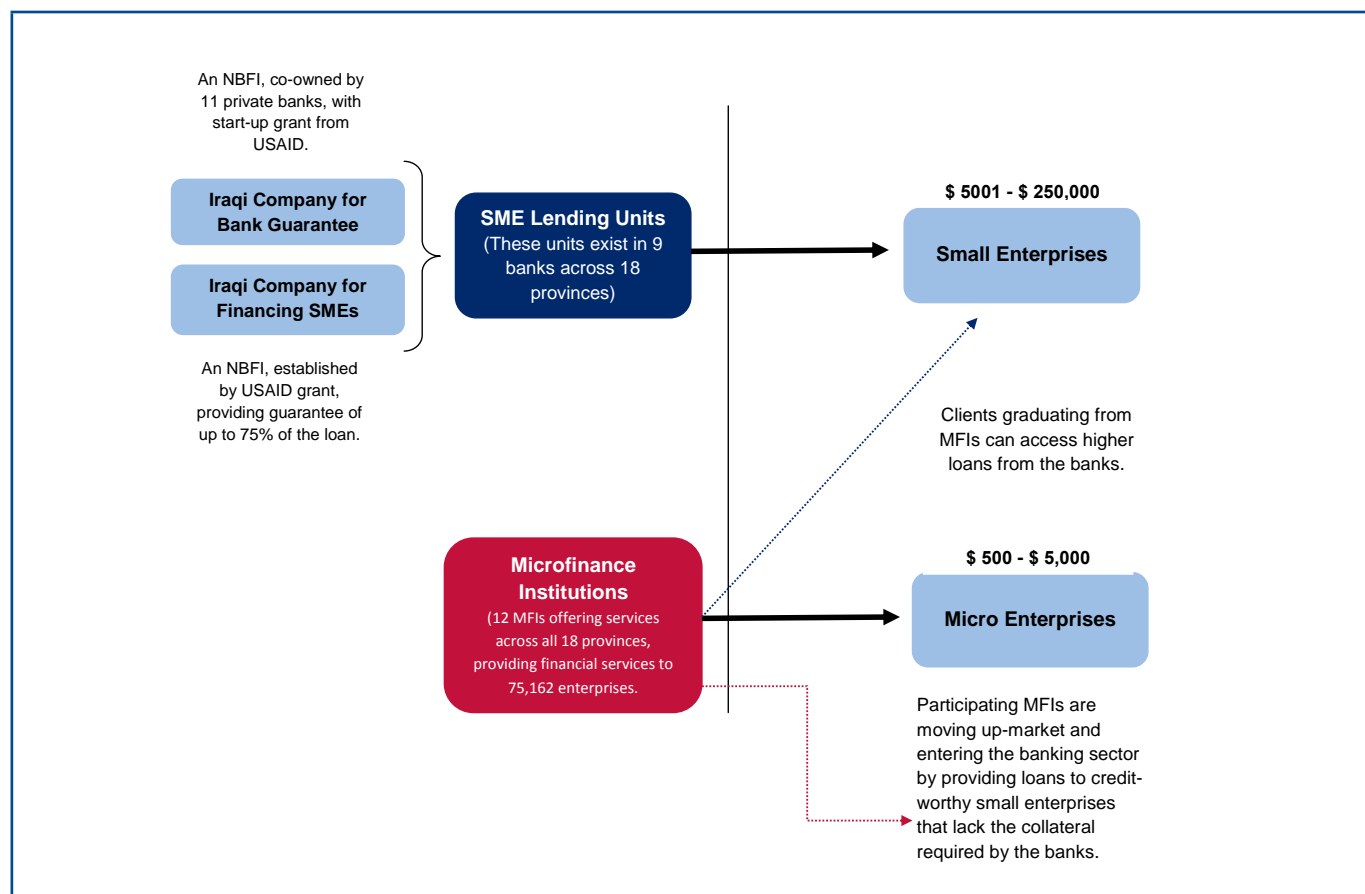 An NBFI, co-owned by
11 private banks, with
start-up grant from
USAID.
Iraqi Company for
Bank Guarantee
Iraqi Company for
Financing SMEs
An NBFI, established
by USAID grant,
providing guarantee of
up to 75% of the loan.
SME Lending Units
(These units exist in 9
banks across 18
provinces)
$ 5001 - $ 250,000
Small Enterprises
Clients graduating from
MFIs can access higher
loans from the banks.
Microfinance
Institutions
(12 MFIs offering services
across all 18 provinces,
providing financial services to
75,162 enterprises.
$ 500 - $ 5,000
Micro Enterprises
Participating MFIs are
moving up-market and
entering the banking sector
by providing loans to credit-
worthy small enterprises
that lack the collateral
required by the banks.